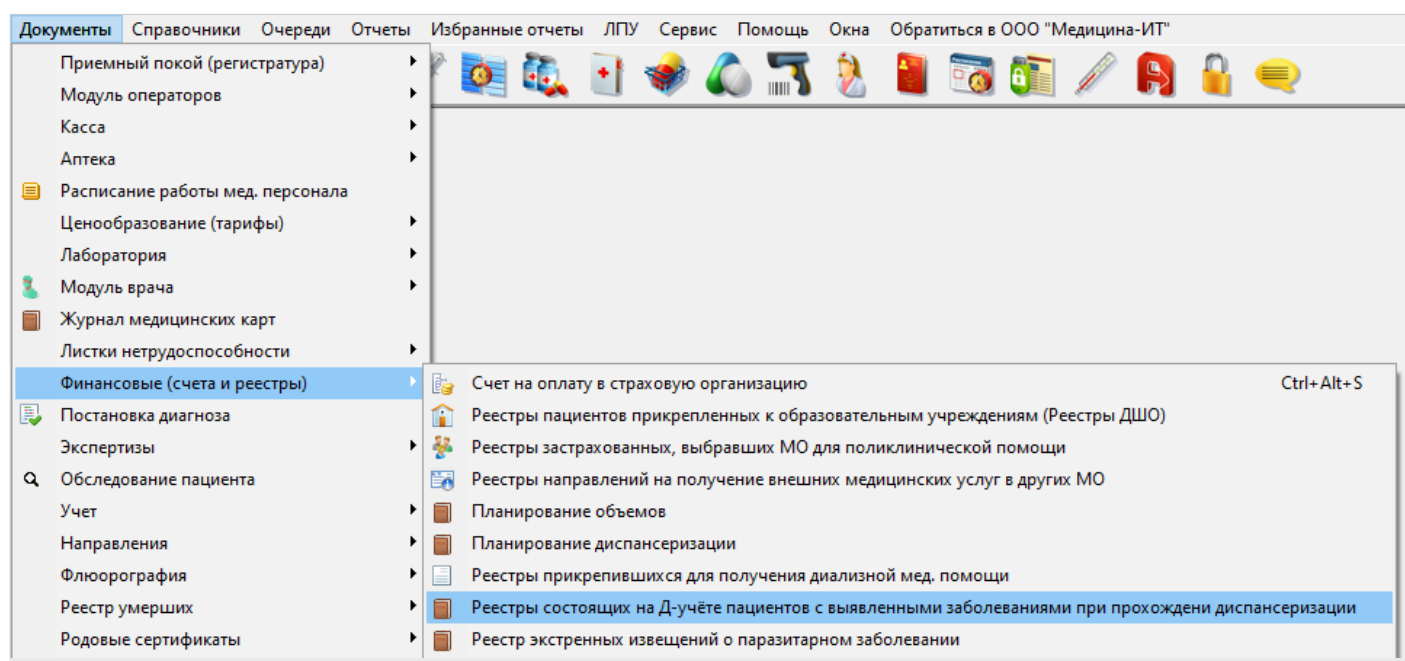 Документы Справочники Очереди Отчеты Избранные отчеты ЛПУ Сервис Помощь Окна Обратиться в ООО "Медицина-ИТ"
Приемный покой (регистратура)
Модуль операторов
Касса
Аптека
Расписание работы мед. персонала
Ценообразование (тарифы)
Лаборатория
Модуль врача
Журнал медицинских карт
Листки нетрудоспособности
Финансовые (счета и реестры)
Постановка диагноза
Экспертизы
Обследование пациента
Учет
Направления
Флюорография
Реестр умерших
Родовые сертификаты
Счет на оплату в страховую организацию Ctrl+Alt+S
Реестры пациентов прикрепленных к образовательным учреждениям (Реестры ДШО)
Реестры застрахованных, выбравших МО для поликлинической помощи
Реестры направлений на получение внешних медицинских услуг в других МО
Планирование объемов
Планирование диспансеризации
Реестры прикрепившихся для получения диализной мед. помощи
Реестры состоящих на Д-учёте пациентов с выявленными заболеваниями при прохождени диспансеризации
Реестр экстренных извещений о паразитарном заболевании